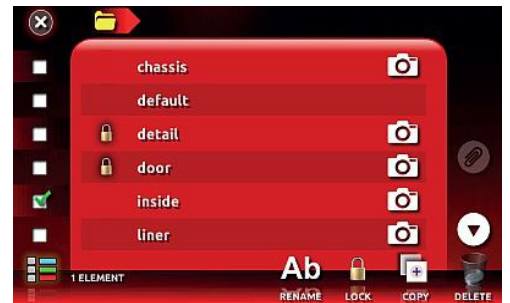 chassis
default
detail
door
inside
liner
1 ELEMENT
Ab
RENAME LOCK COPY DELETE